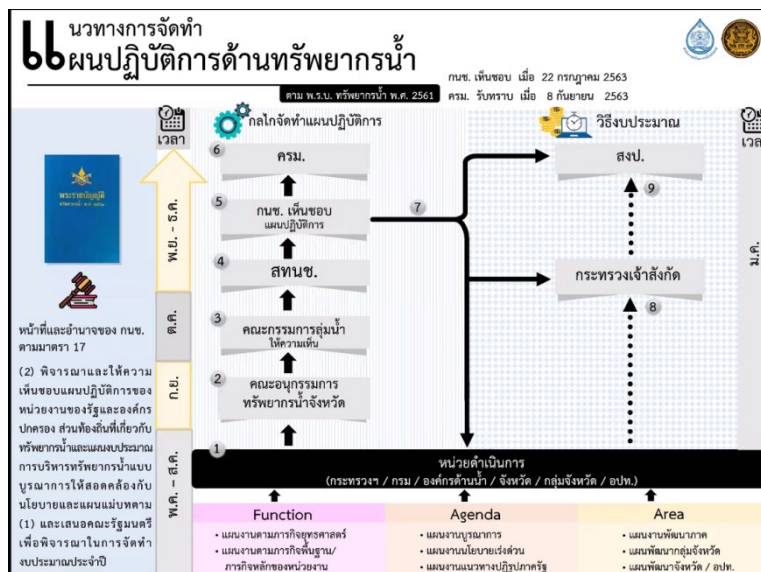 แนวทางการจัดทำ
แผนปฏิบัติการด้านทรัพยากรน้ำ
ตาม พ.ร.บ. ทรัพยากรน้ำ พ.ศ. 2561
กนช. เห็นชอบ เมื่อ 22 กรกฎาคม 2563
ครม. รับทราบ เมื่อ 8 กันยายน 2563
เวลา
กลไกจัดทำแผนปฏิบัติการ
วิธีงบประมาณ
เวลา
6
ครม.
สงป.
พระราชบัญญัติ
5
กนช. เห็นชอบ
แผนปฏิบัติการ
7
9
พ.ย. - ธ.ค.
4
สทนช.
กระทรวงเจ้าสังกัด
ม.ค.
8
ต.ค.
3
คณะกรรมการลุ่มน้ำ
ให้ความเห็น
ก.ย.
2
คณะอนุกรรมการ
ทรัพยากรน้ำจังหวัด
หน้าที่และอำนาจของ กนช.
ตามมาตรา 17
(2) พิจารณาและให้ความ
เห็นชอบแผนปฏิบัติการของ
หน่วยงานของรัฐและองค์กร
ปกครอง ส่วนท้องถิ่นที่เกี่ยวกับ
ทรัพยากรน้ำและแผนงบประมาณ
การบริหารทรัพยากรน้ำแบบ
บูรณาการให้สอดคล้องกับ
นโยบายและแผนแม่บทตาม
(1) และเสนอคณะรัฐมนตรี
เพื่อพิจารณาในการจัดทำ
งบประมาณประจำปี
พ.ค. – ส.ค.
1
หน่วยดำเนินการ
(กระทรวงฯ / กรม / องค์กรด้านน้ำ / จังหวัด / กลุ่มจังหวัด / อปท.)
Function
• แผนงานตามภารกิจยุทธศาสตร์
• แผนงานตามภารกิจพื้นฐาน/
ภารกิจหลักของหน่วยงาน
Agenda
• แผนงานบูรณาการ
• แผนงานนโยบายเร่งด่วน
• แผนงานแนวทางปฏิรูปภาครัฐ
Area
• แผนงานพัฒนาภาค
• แผนพัฒนากลุ่มจังหวัด
• แผนพัฒนาจังหวัด / อปท.